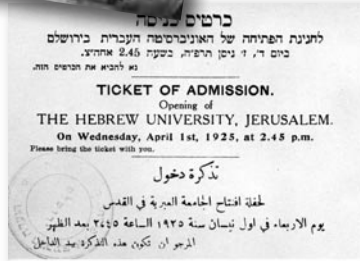 כרטיס כניסה
לחגיגת הפתיחה של האוניברסיטה העברית בירושלם
ביום ד׳, ז׳ ניסן תרפ״ה, בשעה 2.45 אחה״צ.
נא להביא את הכרטיס הזה.
TICKET OF ADMISSION.
Opening of
THE HEBREW UNIVERSITY, JERUSALEM.
On Wednesday, April 1st, 1925, at 2.45 p.m.
Please bring the ticket with you.
تذكرة دخول
لحفلة افتتاح الجامعة العبرية في القدس
يوم الاربعاء في اول نيسان سنة ١٩٢٥ الساعة ٢٬٤٥ بعد الظهر
المرجو ان تكون هذه التذكرة بيد الداخل